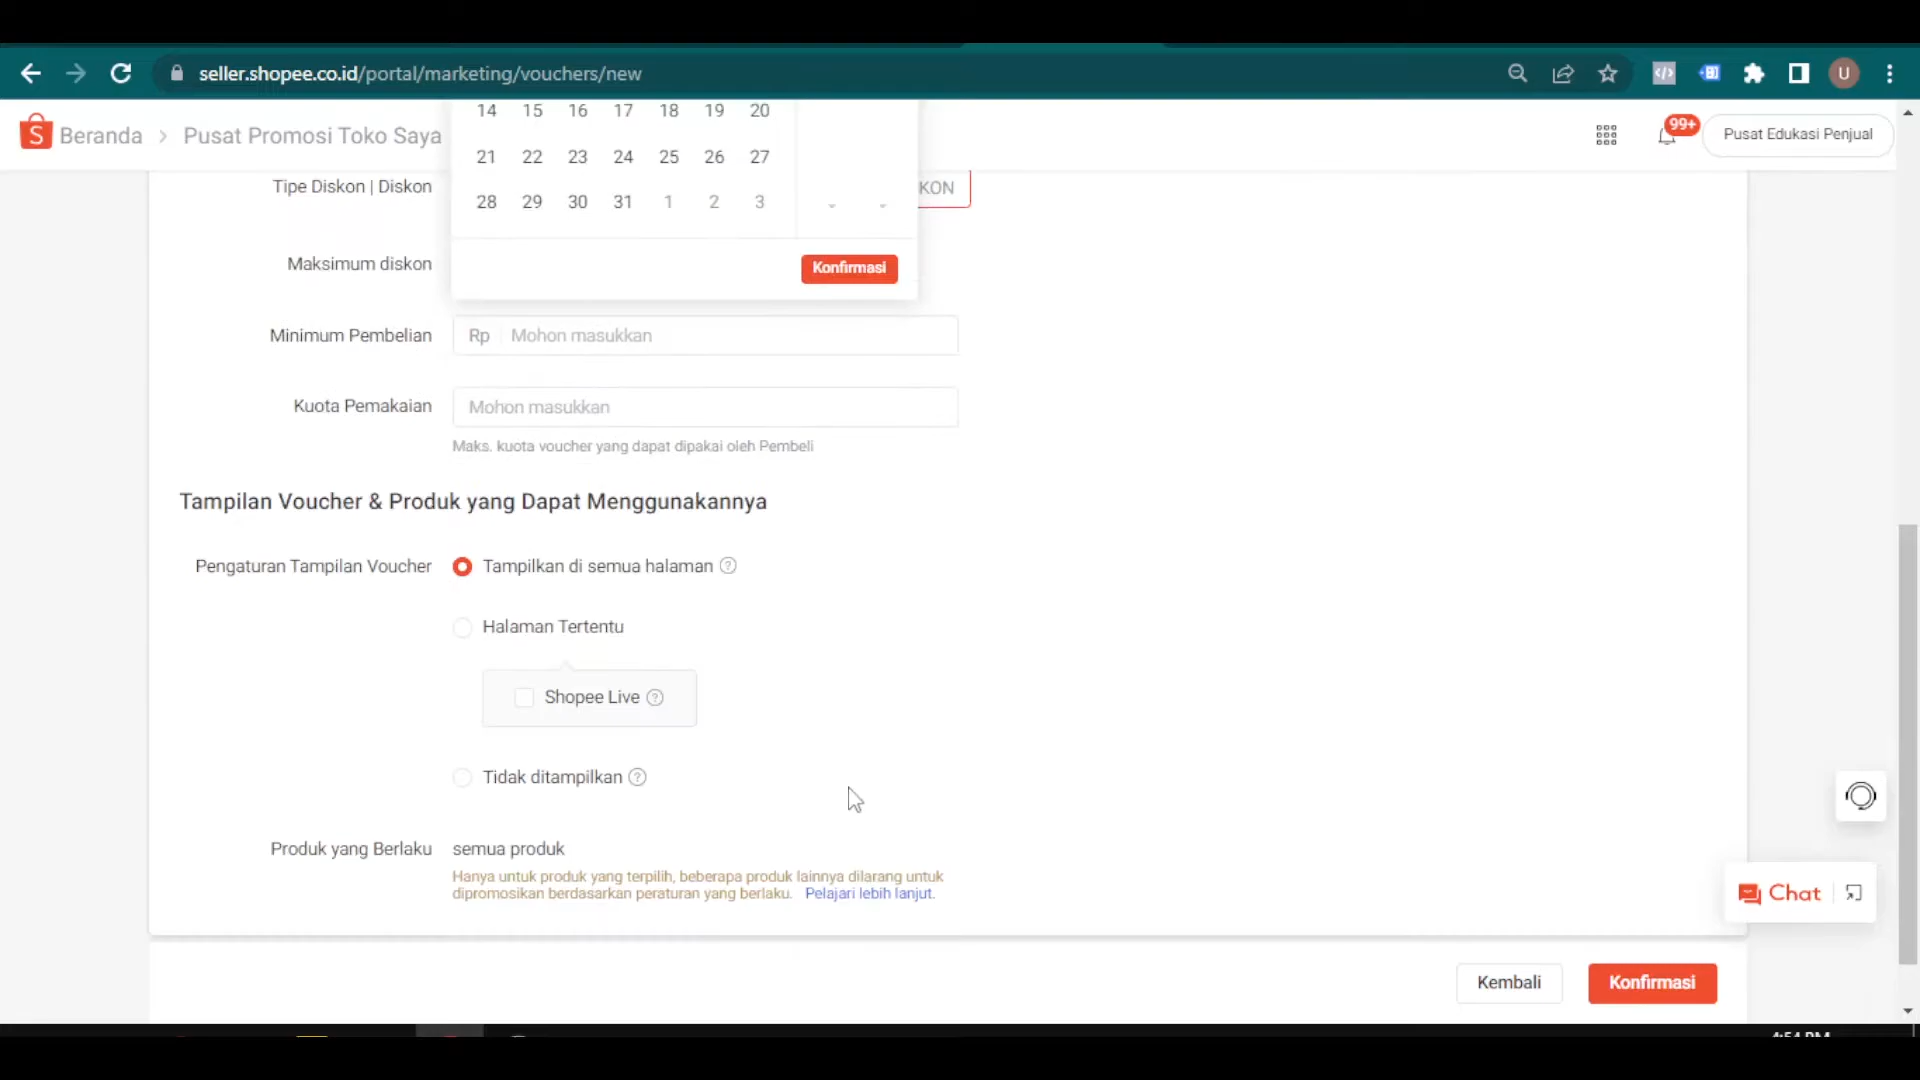 seller.shopee.co.id/portal/marketing/vouchers/new
U
14 15 16 17 18 19 20
S Beranda > Pusat Promosi Toko Saya
99+
Pusat Edukasi Penjual
21 22 23 24 25 26 27
Tipe Diskon | Diskon
KON
28 29 30 31 1 2 3
Maksimum diskon
Konfirmasi
Minimum Pembelian
Rp Mohon masukkan
Kuota Pemakaian
Mohon masukkan
Maks. kuota voucher yang dapat dipakai oleh Pembeli
Tampilan Voucher & Produk yang Dapat Menggunakannya
Pengaturan Tampilan Voucher
Tampilkan di semua halaman ?
Halaman Tertentu
Shopee Live ?
Tidak ditampilkan ?
Produk yang Berlaku
semua produk
Hanya untuk produk yang terpilih, beberapa produk lainnya dilarang untuk
dipromosikan berdasarkan peraturan yang berlaku. Pelajari lebih lanjut.
Chat
Kembali
Konfirmasi